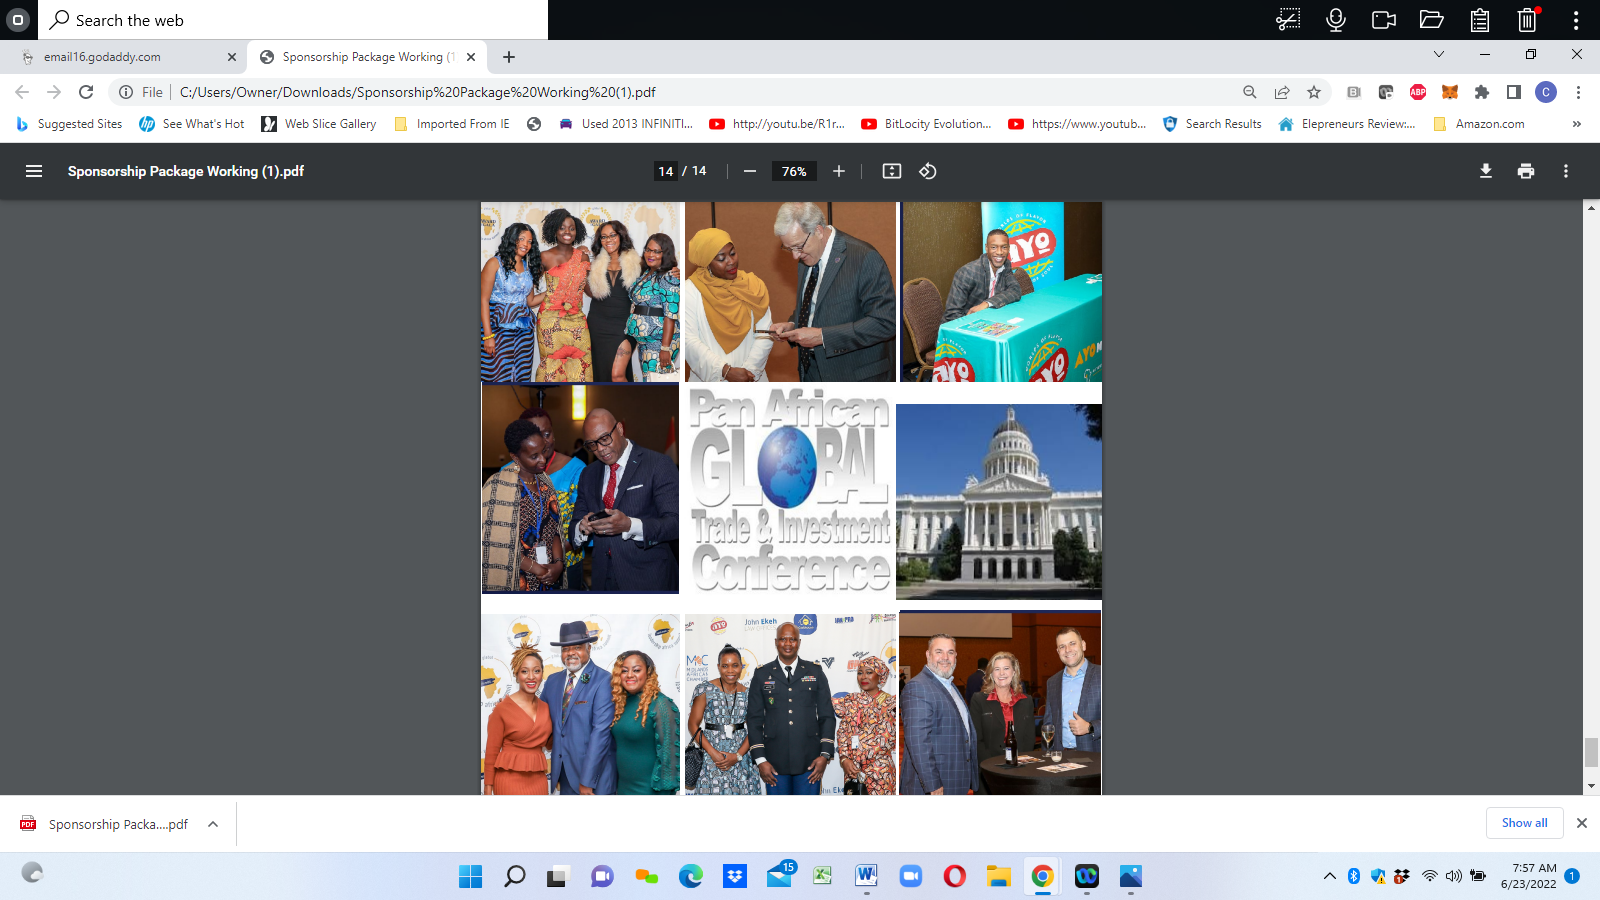 Search the web
email16.godaddy.com
Sponsorship Package Working (1
File
C:/Users/Owner/Downloads/Sponsorship%20Package%20Working%20(1).pdf
ABP
C
Suggested Sites
See What's Hot
Web Slice Gallery
Imported From IE
Used 2013 INFINITI...
http://youtu.be/R1r...
BitLocity Evolution...
https://www.youtub...
Search Results
Elepreneurs Review:...
Amazon.com
»
Sponsorship Package Working (1).pdf
14 / 14
76%
AYO
AYO
AYO
Pan African
GLOBAL
Trade & Investment
Conference
John Ekeh
Sponsorship Packa....pdf
Show all
15
7:57 AM
6/23/2022
1